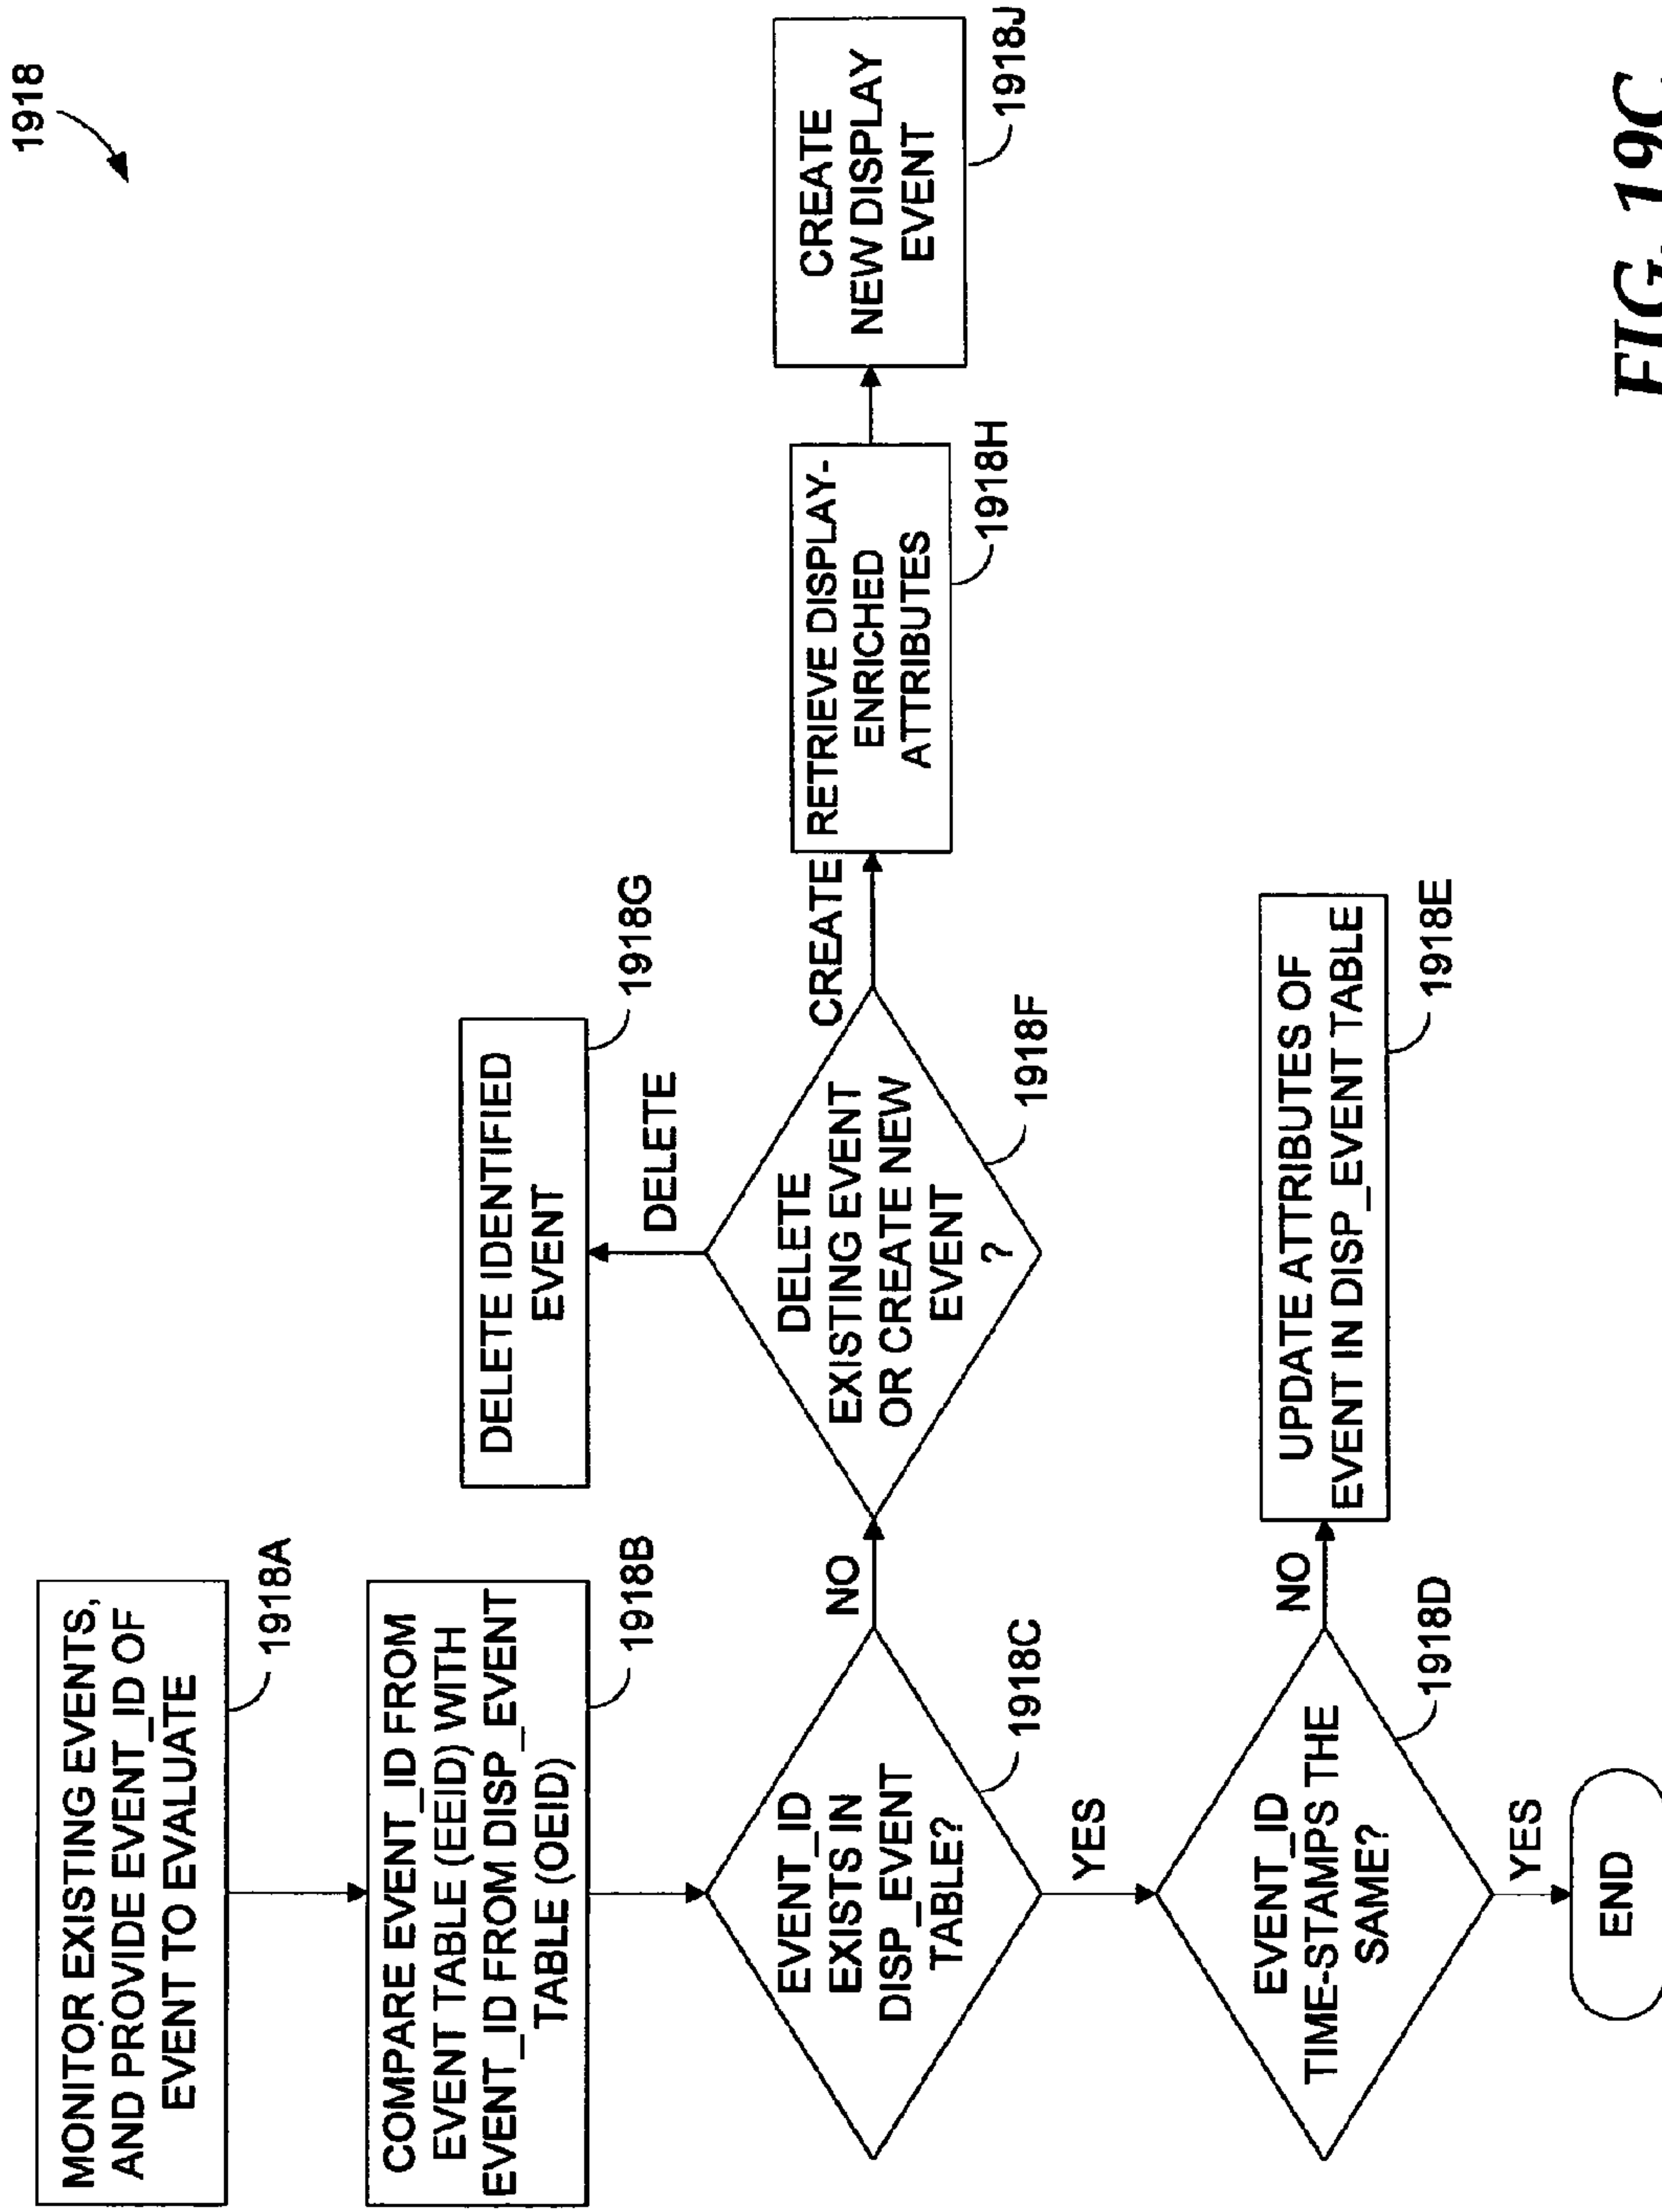 1918
MONITOR EXISTING EVENTS,
AND PROVIDE EVENT_ID OF
EVENT TO EVALUATE
1918A
COMPARE EVENT_ID FROM
EVENT TABLE (EEID) WITH
EVENT_ID FROM DISP_EVENT
TABLE (OEID)
1918B
EVENT_ID
EXISTS IN
DISP_EVENT
TABLE?
1918C
NO
YES
DELETE
EXISTING EVENT
OR CREATE NEW
EVENT
?
1918F
DELETE
DELETE IDENTIFIED
EVENT
1918G
CREATE
RETRIEVE DISPLAY-
ENRICHED
ATTRIBUTES
1918H
CREATE
NEW DISPLAY
EVENT
1918J
EVENT_ID
TIME-STAMPS THE
SAME?
1918D
NO
UPDATE ATTRIBUTES OF
EVENT IN DISP_EVENT TABLE
1918E
YES
END
FIG. 19C